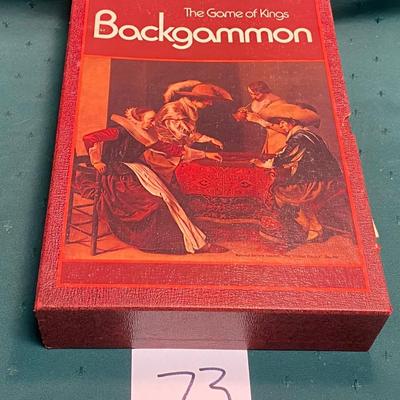 The Game of Kings
Backgammon
73